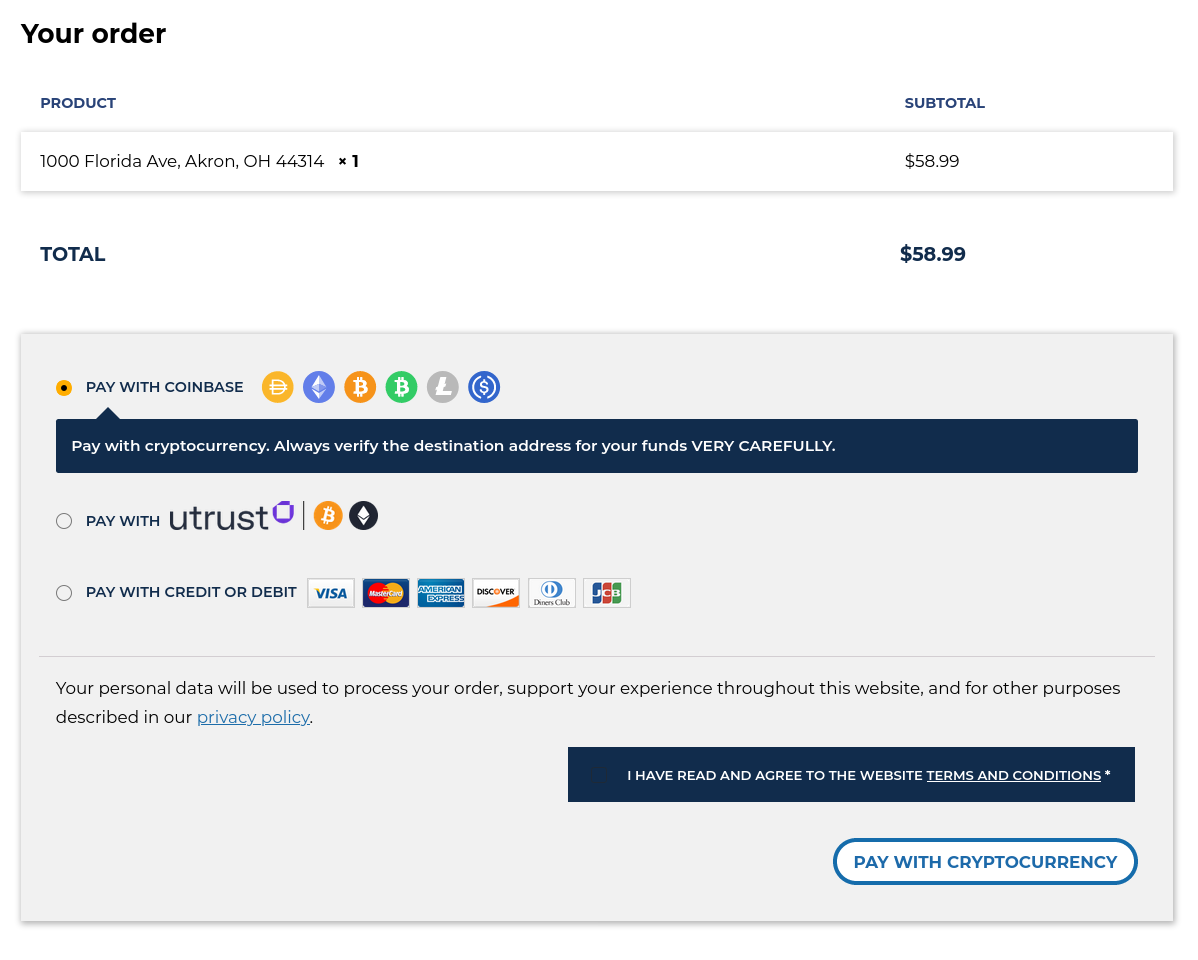 Your order
PRODUCT SUBTOTAL
1000 Florida Ave, Akron, OH 44314 × 1 $58.99
TOTAL $58.99
PAY WITH COINBASE
Pay with cryptocurrency. Always verify the destination address for your funds VERY CAREFULLY.
PAY WITH utrust
PAY WITH CREDIT OR DEBIT VISA MasterCard AMERICAN EXPRESS DISCOVER Diners Club JCB
Your personal data will be used to process your order, support your experience throughout this website, and for other purposes
described in our privacy policy.
I HAVE READ AND AGREE TO THE WEBSITE TERMS AND CONDITIONS *
PAY WITH CRYPTOCURRENCY